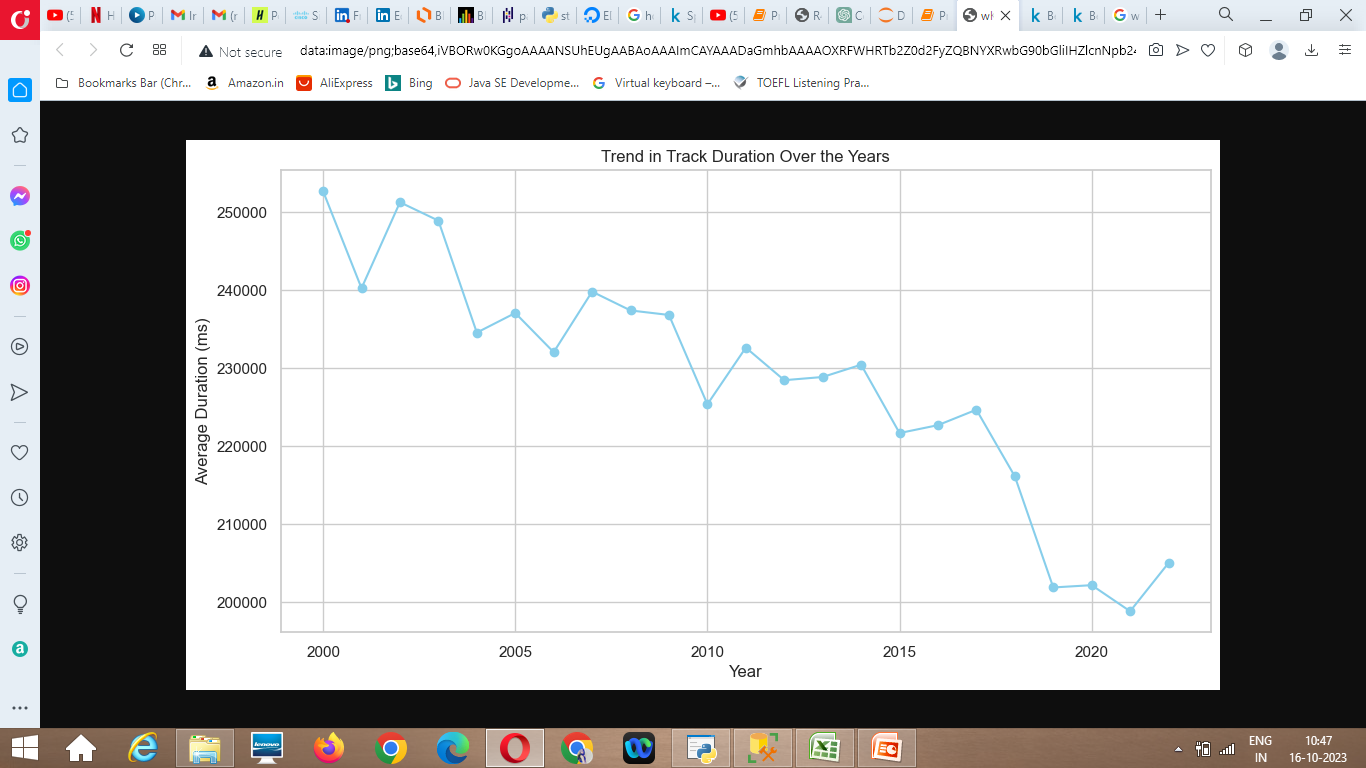 Not secure
data:image/png;base64,iVBORw0KGgoAAAANSUhEUgAABAoAAAImCAYAAADaGmhbAAAAOXRFWHRTb2Z0d2FyZQBNYXRwbG90bGliIHZlcnNpb24
Bookmarks Bar (Chr... Amazon.in AliExpress Bing Java SE Developme... Virtual keyboard –... TOEFL Listening Pra...
Trend in Track Duration Over the Years
Average Duration (ms)
250000
240000
230000
220000
210000
200000
2000 2005 2010 2015 2020
Year
ENG 10:47
IN 16-10-2023